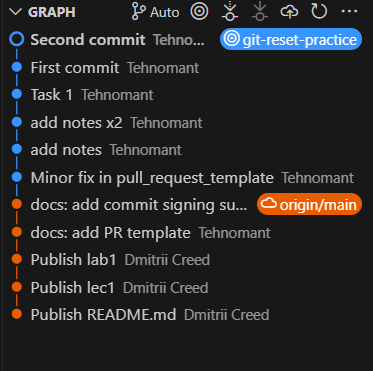 GRAPH Auto
Second commit Tehno... git-reset-practice
First commit Tehnomant
Task 1 Tehnomant
add notes x2 Tehnomant
add notes Tehnomant
Minor fix in pull_request_template Tehnomant
docs: add commit signing su... origin/main
docs: add PR template Tehnomant
Publish lab1 Dmitrii Creed
Publish lec1 Dmitrii Creed
Publish README.md Dmitrii Creed